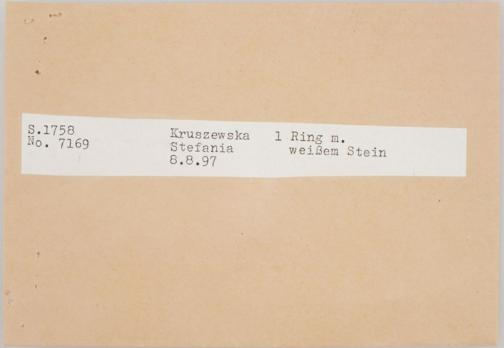 S.1758 Kruszewska 1 Ring m.
No. 7169 Stefania weißem Stein
8.8.97